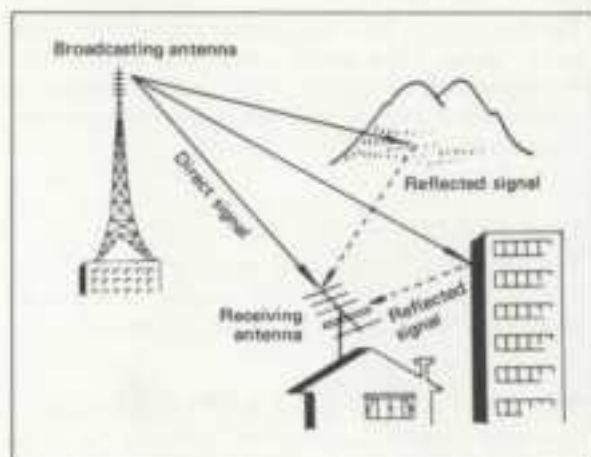 Broadcasting antenna
Direct signal
Reflected signal
Receiving
antenna
Reflected
signal